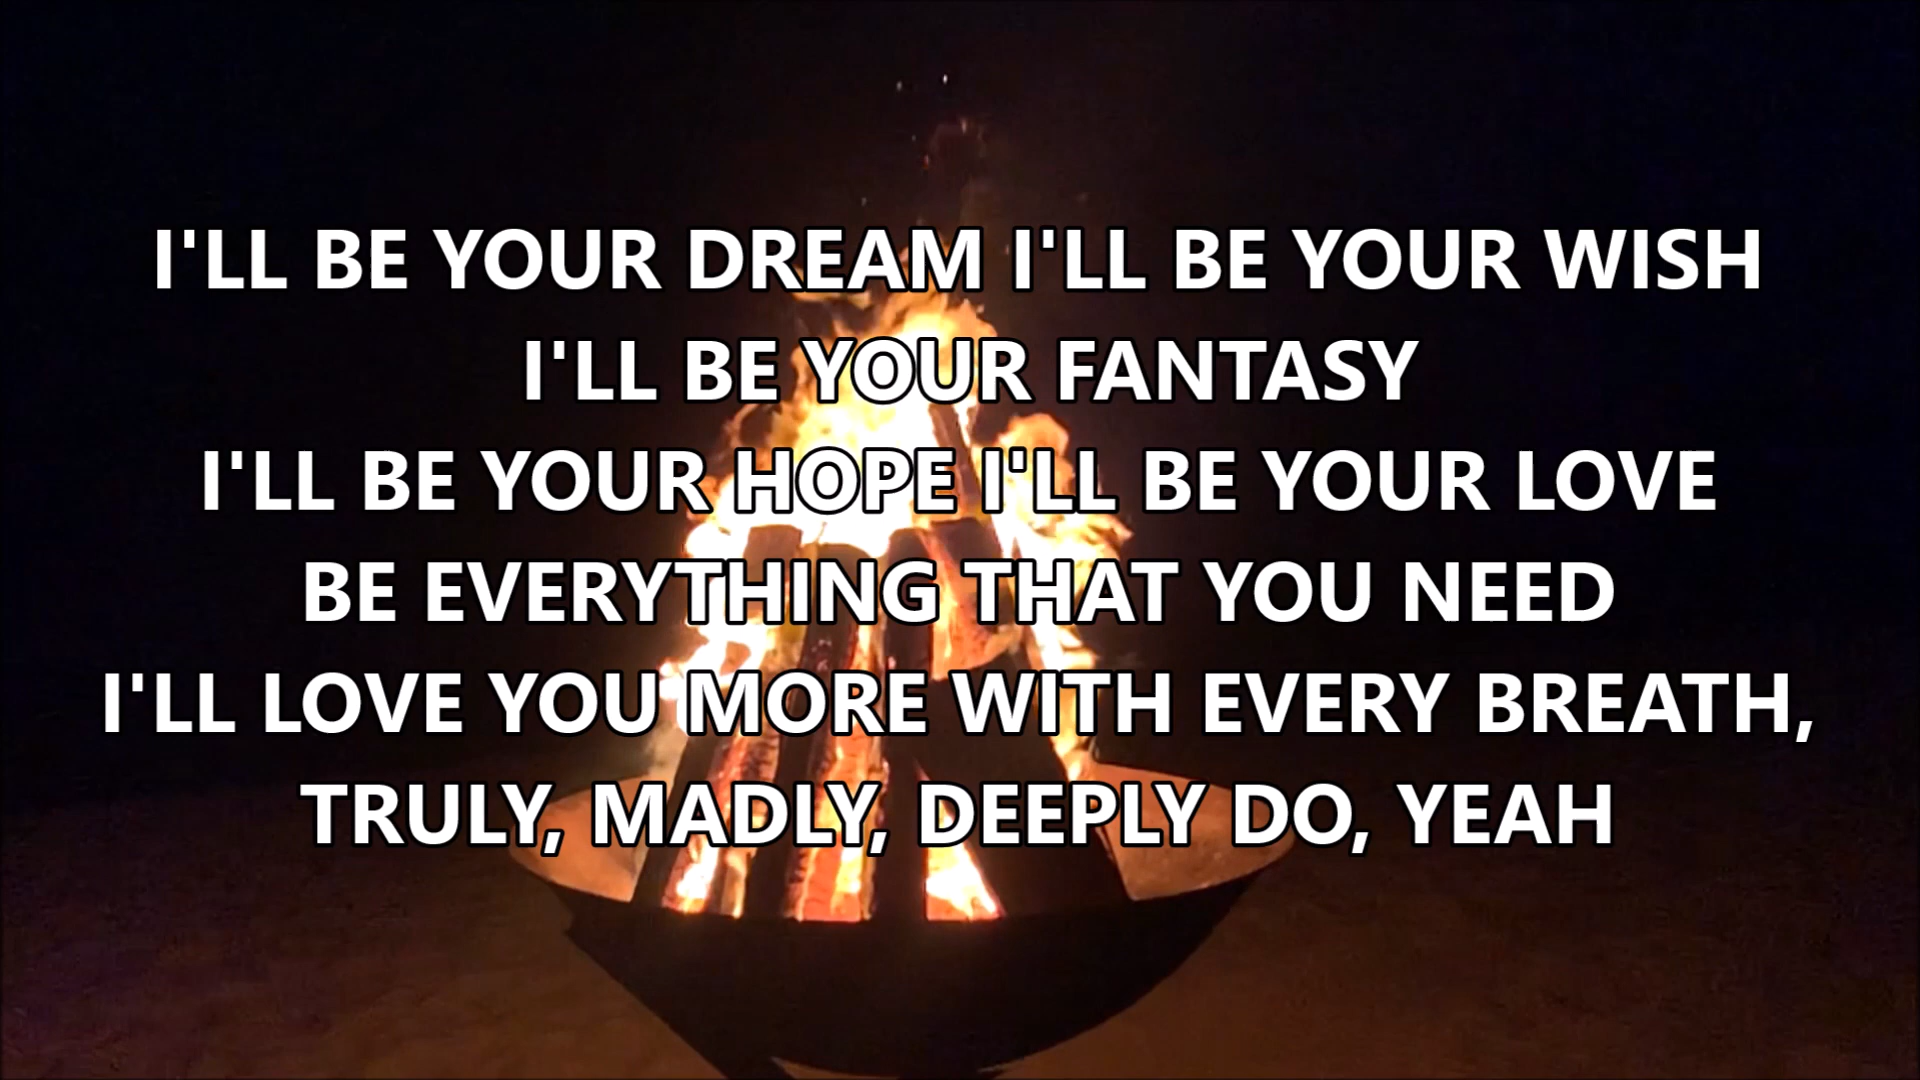 I'LL BE YOUR DREAM I'LL BE YOUR WISH
I'LL BE YOUR FANTASY
I'LL BE YOUR HOPE I'LL BE YOUR LOVE
BE EVERYTHING THAT YOU NEED
I'LL LOVE YOU MORE WITH EVERY BREATH,
TRULY, MADLY, DEEPLY DO, YEAH